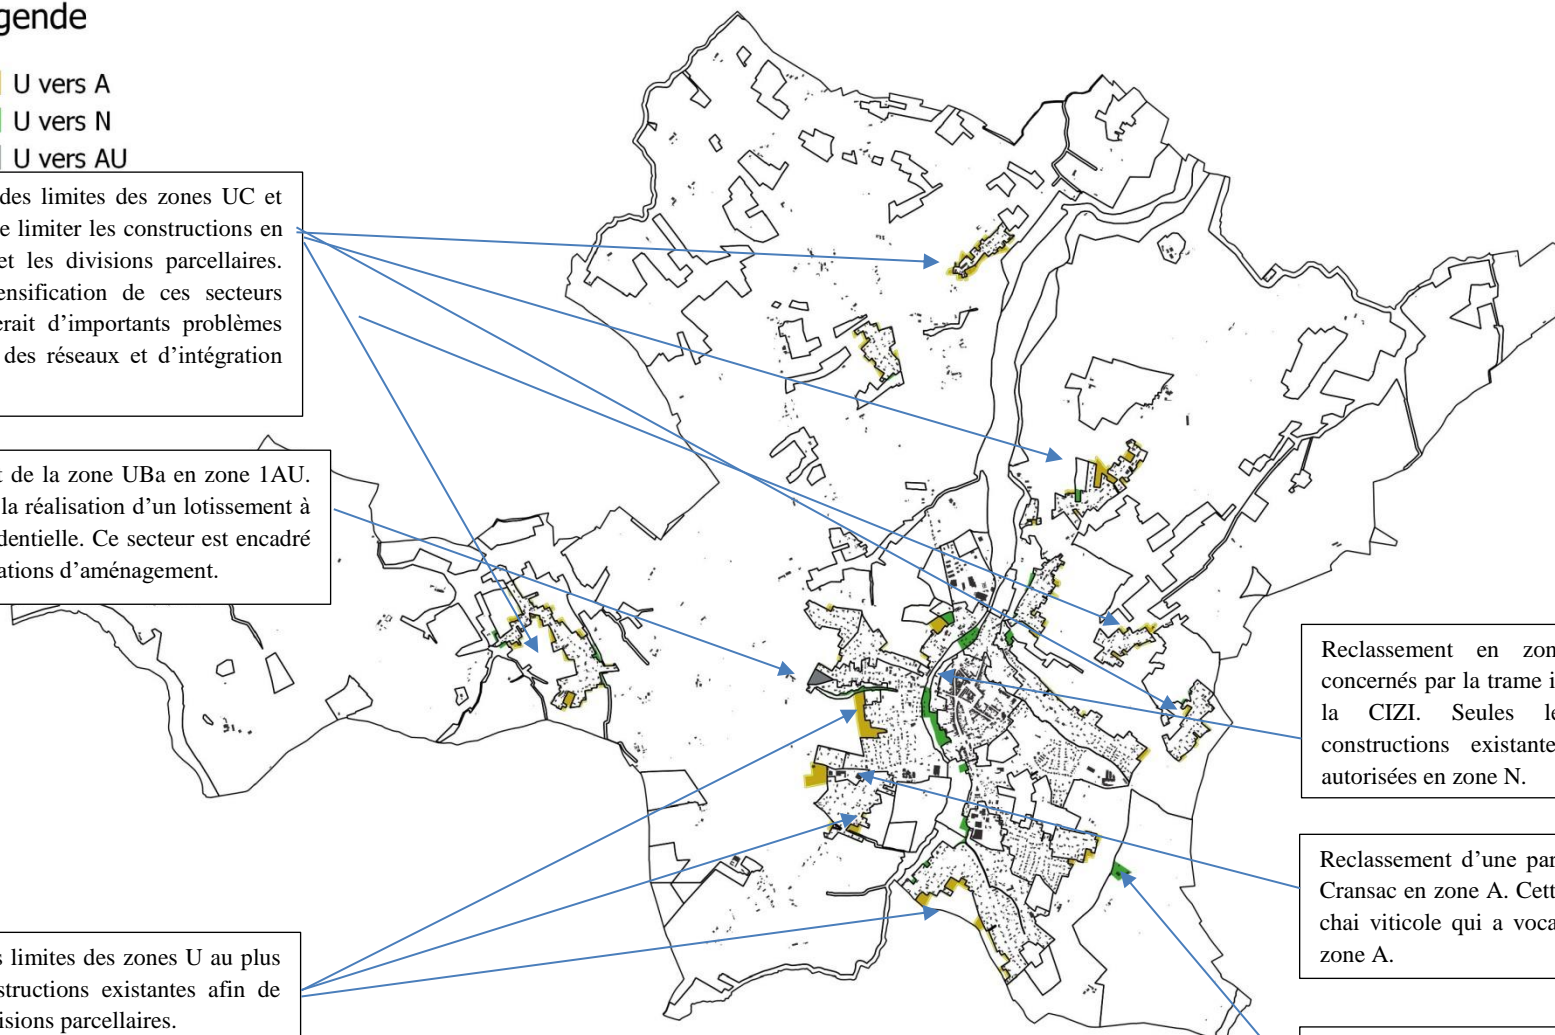 gende
U vers A
U vers N
U vers AU
des limites des zones UC et
e limiter les constructions en
et les divisions parcellaires.
ensification de ces secteurs
erait d’importants problèmes
des réseaux et d’intégration
t de la zone UBa en zone 1AU.
la réalisation d’un lotissement à
dentielle. Ce secteur est encadré
ations d’aménagement.
s limites des zones U au plus
structions existantes afin de
isions parcellaires.
Reclassement en zon
concernés par la trame i
la CIZI. Seules le
constructions existante
autorisées en zone N.
Reclassement d’une par
Cransac en zone A. Cett
chai viticole qui a voca
zone A.